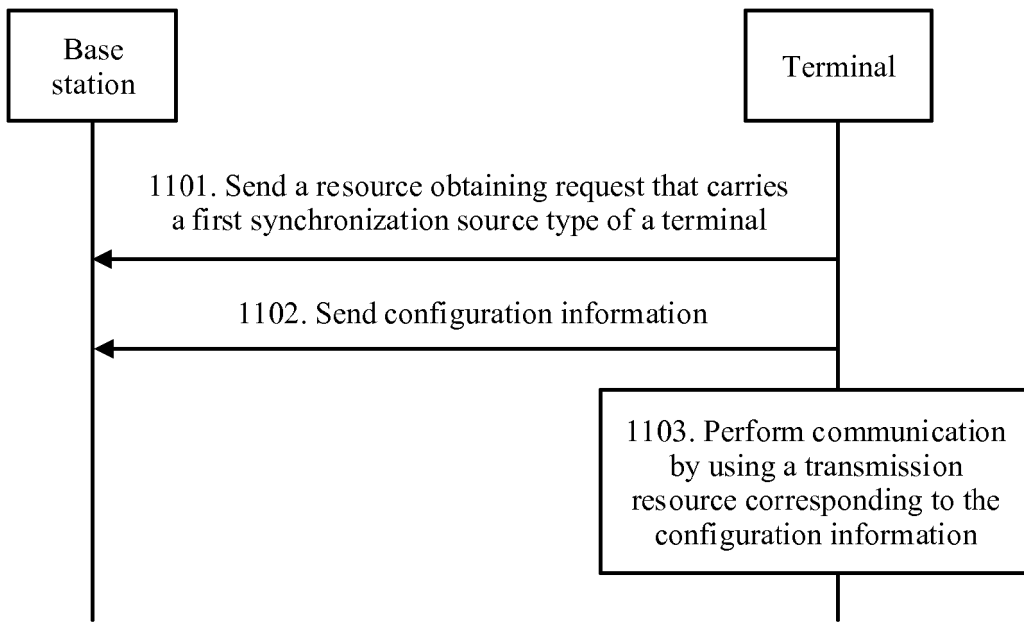 Base
station
Terminal
1101. Send a resource obtaining request that carries
a first synchronization source type of a terminal
1102. Send configuration information
1103. Perform communication
by using a transmission
resource corresponding to the
configuration information